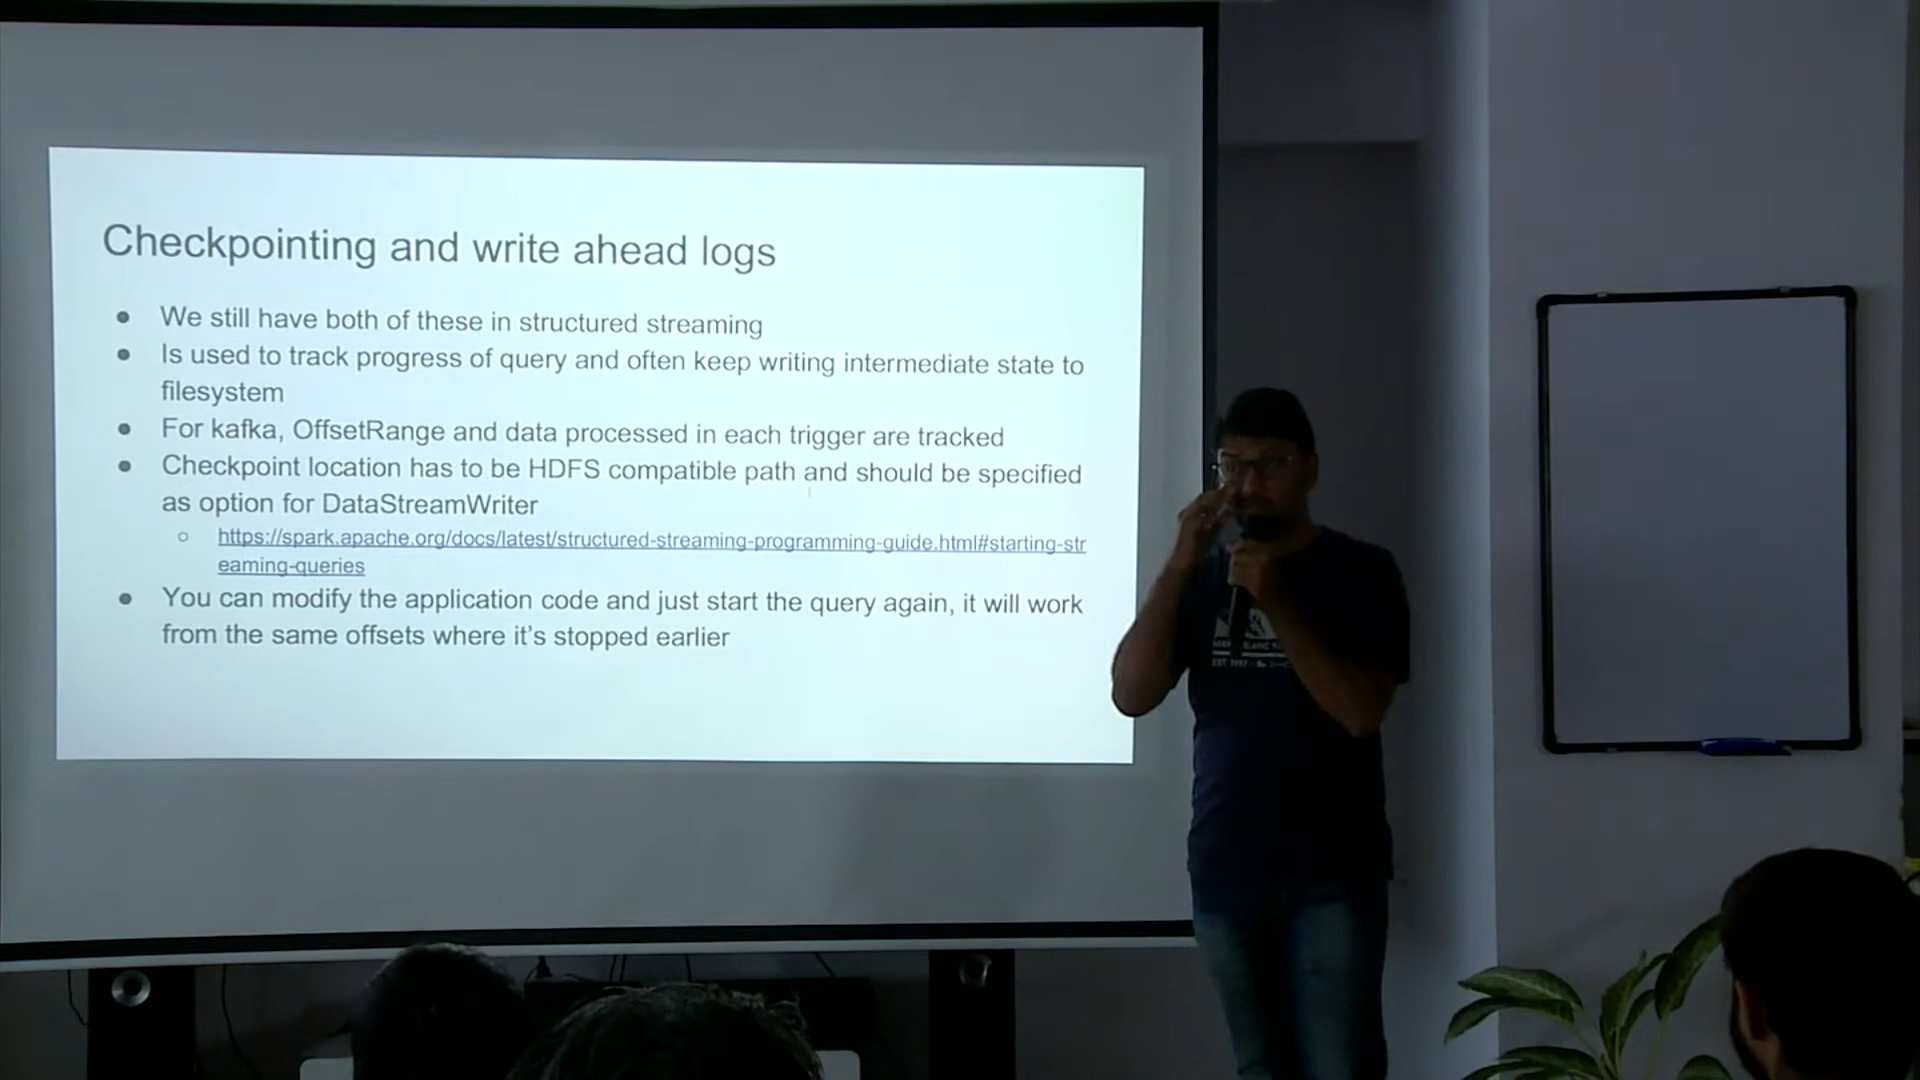 Checkpointing and write ahead logs
● We still have both of these in structured streaming
● Is used to track progress of query and often keep writing intermediate state to
filesystem
● For kafka, OffsetRange and data processed in each trigger are tracked
● Checkpoint location has to be HDFS compatible path and should be specified
as option for DataStreamWriter
○ https://spark.apache.org/docs/latest/structured-streaming-programming-guide.html#starting-str
eaming-queries
● You can modify the application code and just start the query again, it will work
from the same offsets where it’s stopped earlier
EST. 1997